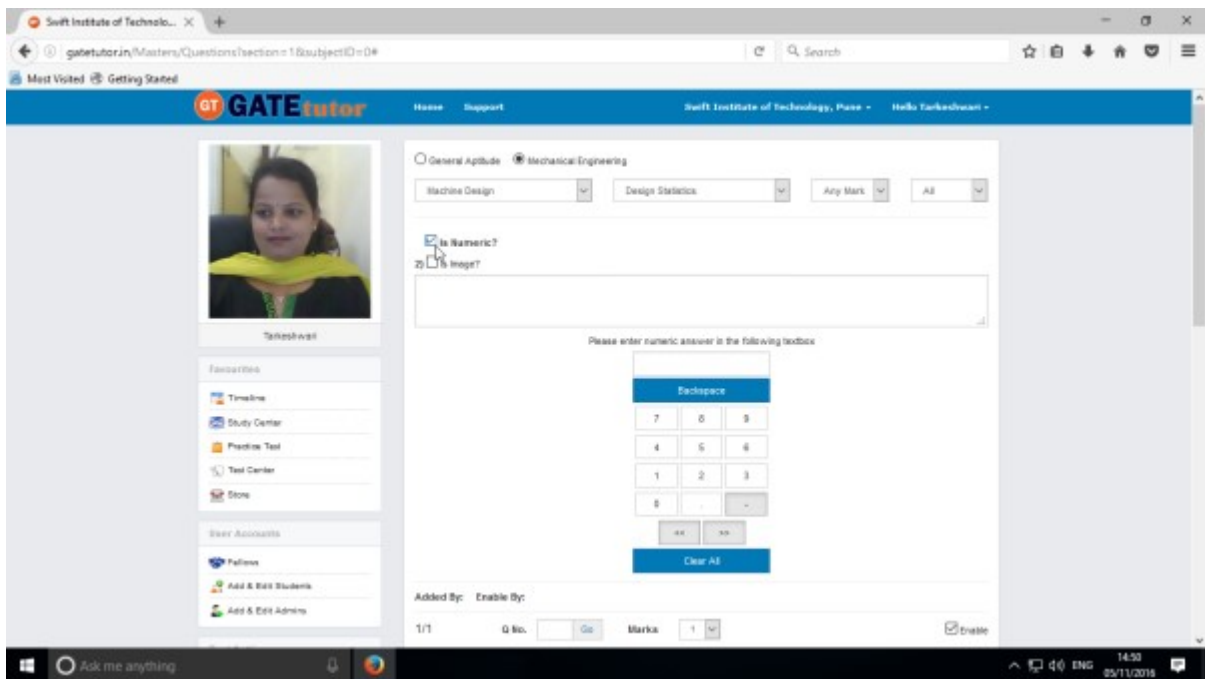 Swift Institute of Technolo...
gatetutor.in/Masters/Questions?section=1&subjectID=0#
Search
Most Visited Getting Started
GT GATEtutor Home Support Swift Institute of Technology, Pune Hello Tarkeshwari
General Aptitude Mechanical Engineering
Machine Design Design Statistics Any Mark All
Is Numeric?
2) Is Image?
Please enter numeric answer in the following textbox
Backspace
7 8 9
4 5 6
1 2 3
0 . -
<< >>
Clear All
Added By: Enable By:
1/1 Q No. Go Marks 1 Enable
Tarkeshwari
Favourites
Timeline
Study Center
Practice Test
Test Center
Store
User Accounts
Fellows
Add & Edit Students
Add & Edit Admins
Ask me anything
ENG
14:50
05/11/2016